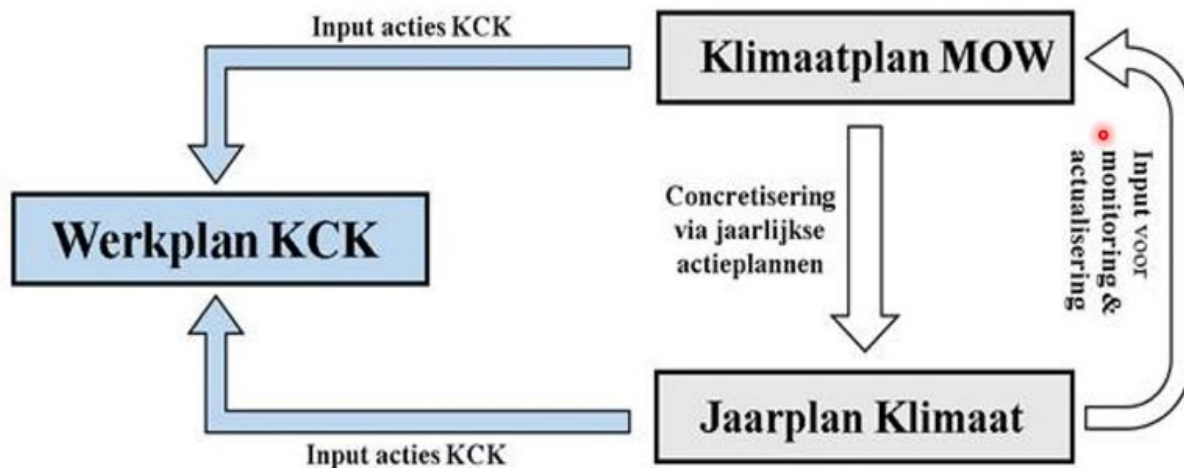 Input acties KCK
Klimaatplan MOW
Werkplan KCK
Concretisering
via jaarlijkse
actieplannen
Input voor
monitoring &
actualisering
Jaarplan Klimaat
Input acties KCK